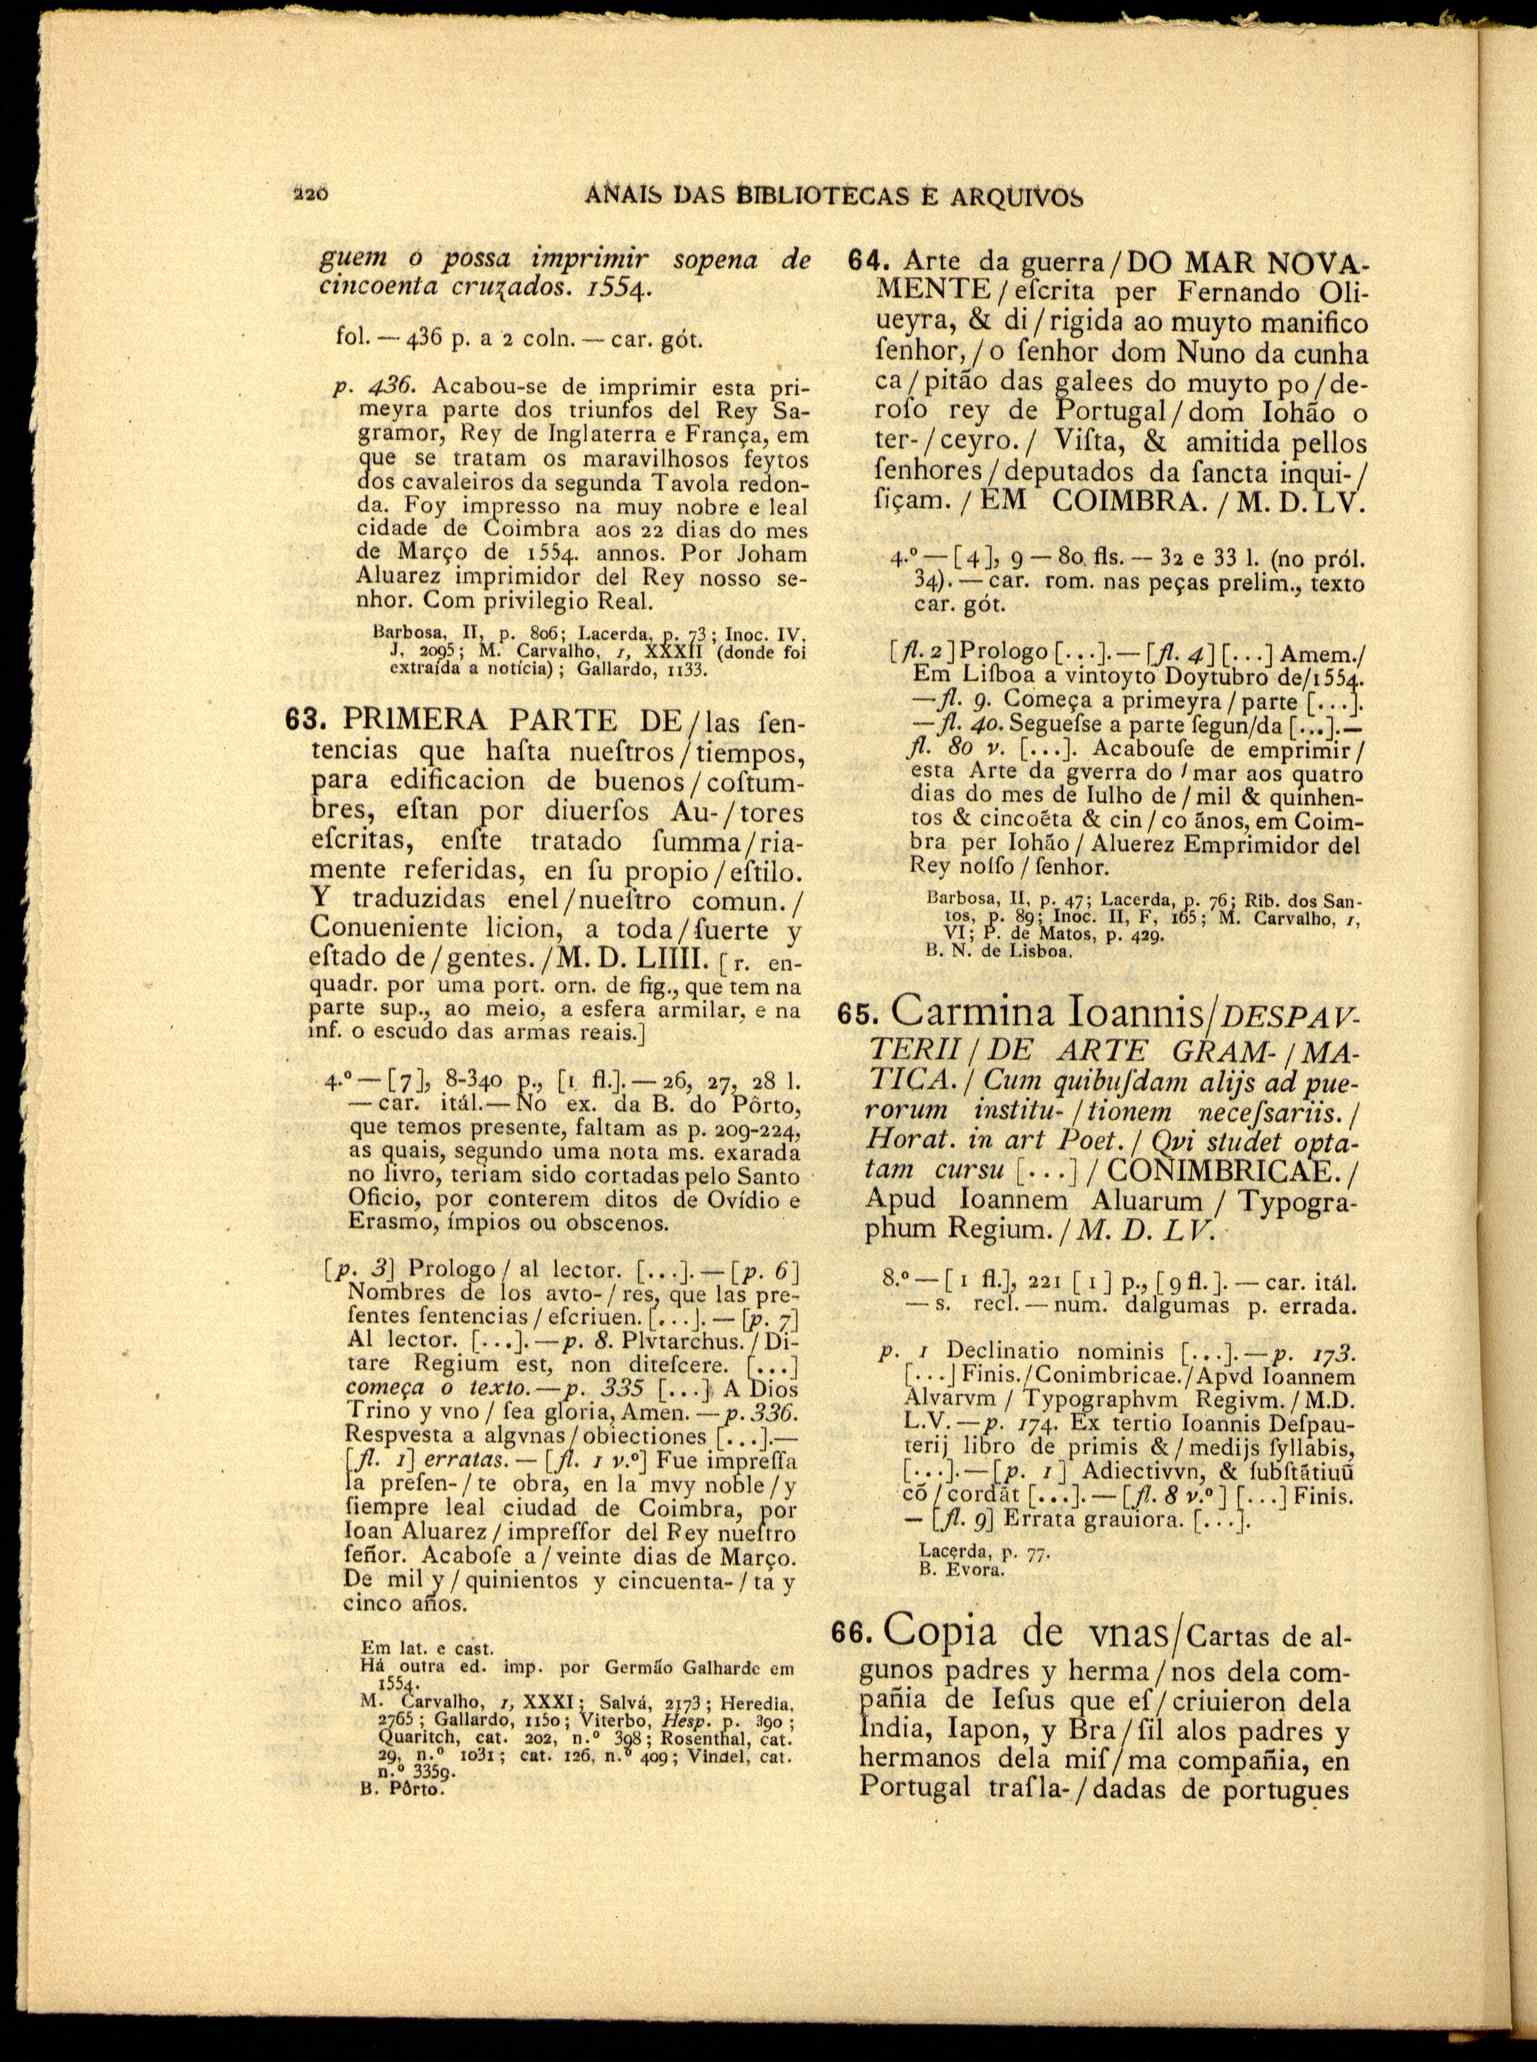 220
ANAIS DAS BIBLIOTECAS E ARQUIVOS
guem o possa imprimir sopena de
cincoenta cruzados. 1554.
fol. — 436 p. a 2 coln. — car. gót.
p. 436. Acabou-se de imprimir esta pri-
meyra parte dos triunfos del Rey Sa-
gramor, Rey de Inglaterra e França, em
que se tratam os maravilhosos feytos
dos cavaleiros da segunda Tavola redon-
da. Foy impresso na muy nobre e leal
cidade de Coimbra aos 22 dias do mes
de Março de 1554. annos. Por Joham
Aluarez imprimidor del Rey nosso se-
nhor. Com privilegio Real.
Barbosa, II, p. 806; Lacerda, p. 73; Inoc. IV,
J, 2095; M. Carvalho, 1, XXXII (donde foi
extraída a notícia); Gallardo, 1133.
63. PRIMERA PARTE DE/las ſen-
tencias que haſta nueſtros/tiempos,
para edificacion de buenos/coſtum-
bres, eſtan por diuerſos Au-/tores
eſcritas, enſte tratado ſumma/ria-
mente referidas, en ſu propio/eſtilo.
Y traduzidas enel/nueſtro comun./
Conueniente licion, a toda/ſuerte y
eſtado de/gentes./M. D. LIIII. [r. en-
quadr. por uma port. orn. de fig., que tem na
parte sup., ao meio, a esfera armilar, e na
inf. o escudo das armas reais.]
4.º — [7], 8-340 p., [1 fl.]. — 26, 27, 28 l.
— car. itál. — No ex. da B. do Pôrto,
que temos presente, faltam as p. 209-224,
as quais, segundo uma nota ms. exarada
no livro, teriam sido cortadas pelo Santo
Oficio, por conterem ditos de Ovídio e
Erasmo, ímpios ou obscenos.
[p. 3] Prologo/ al lector. [...]. — [p. 6]
Nombres de los avto-/res, que las pre-
ſentes ſentencias/eſcriuen. [...]. — [p. 7]
Al lector. [...]. — p. 8. Plvtarchus./Di-
tare Regium est, non diteſcere. [...]
começa o texto. — p. 335 [...] A Dios
Trino y vno/ſea gloria, Amen. — p. 336.
Respvesta a algvnas/obiectiones [...]. —
[fl. 1] erratas. — [fl. 1 v.º] Fue impreſſa
la preſen-/te obra, en la mvy noble/y
ſiempre leal ciudad de Coimbra, por
Ioan Aluarez/impreſſor del Rey nueſtro
ſeñor. Acaboſe a/veinte dias de Março.
De mil y/quinientos y cincuenta-/ta y
cinco años.
Em lat. e cast.
Há outra ed. imp. por Germão Galharde em
1554.
M. Carvalho, 1, XXXI; Salvá, 2173; Heredia,
2765; Gallardo, 1150; Viterbo, Hesp. p. 390;
Quaritch, cat. 202, n.º 398; Rosenthal, cat.
29, n.º 1031; cat. 126, n.º 409; Vindel, cat.
n.º 3359.
B. Pôrto.
64. Arte da guerra/DO MAR NOVA-
MENTE/eſcrita per Fernando Oli-
ueyra, & di/rigida ao muyto manifico
ſenhor,/o ſenhor dom Nuno da cunha
ca/pitão das galees do muyto po/de-
roſo rey de Portugal/dom Iohão o
ter-/ceyro./ Viſta, & amitida pellos
ſenhores/deputados da ſancta inqui-/
ſiçam./EM COIMBRA./M. D. LV.
4.º — [4], 9 — 80 fls. — 32 e 33 l. (no pról.
34). — car. rom. nas peças prelim., texto
car. gót.
[fl. 2] Prologo [...]. — [fl. 4] [...] Amem./
Em Liſboa a vintoyto Doytubro de/1554.
— fl. 9. Começa a primeyra/parte [...].
— fl. 40. Segueſse a parte ſegun/da [...]. —
fl. 80 v. [...]. Acabouſe de emprimir/
esta Arte da gverra do/mar aos quatro
dias do mes de Iulho de/mil & quinhen-
tos & cincoẽta & cin/co ãnos, em Coim-
bra per Iohão/Aluerez Emprimidor del
Rey noſſo/ſenhor.
Barbosa, II, p. 47; Lacerda, p. 76; Rib. dos San-
tos, p. 89; Inoc. II, F, 165; M. Carvalho, 1,
VI; P. de Matos, p. 429.
B. N. de Lisboa.
65. Carmina Ioannis/DESPAV-
TERII/DE ARTE GRAM-/MA-
TICA./Cum quibuſdam alijs ad pue-
rorum institu-/tionem neceſsariis./
Horat. in art Poet./Qvi studet opta-
tam cursu [...]/CONIMBRICAE./
Apud Ioannem Aluarum/Typogra-
phum Regium./M. D. LV.
8.º — [1 fl.], 221 [1] p., [9 fl.]. — car. itál.
— s. recl. — num. dalgumas p. errada.
p. 1 Declinatio nominis [...]. — p. 173.
[...] Finis./Conimbricae./Apvd Ioannem
Alvarvm/Typographvm Regivm./M.D.
L.V. — p. 174. Ex tertio Ioannis Deſpau-
terij libro de primis &/medijs ſyllabis,
[...]. — [p. 1] Adiectivvn, & ſubſtãtiuũ
cõ/cordãt [...]. — [fl. 8 v.º] [...] Finis.
— [fl. 9] Errata grauiora. [...].
Lacerda, p. 77.
B. Evora.
66. Copia de vnas/Cartas de al-
gunos padres y herma/nos dela com-
pañia de Ieſus que eſ/criuieron dela
India, Iapon, y Bra/ſil alos padres y
hermanos dela miſ/ma compañia, en
Portugal traſla-/dadas de portugues